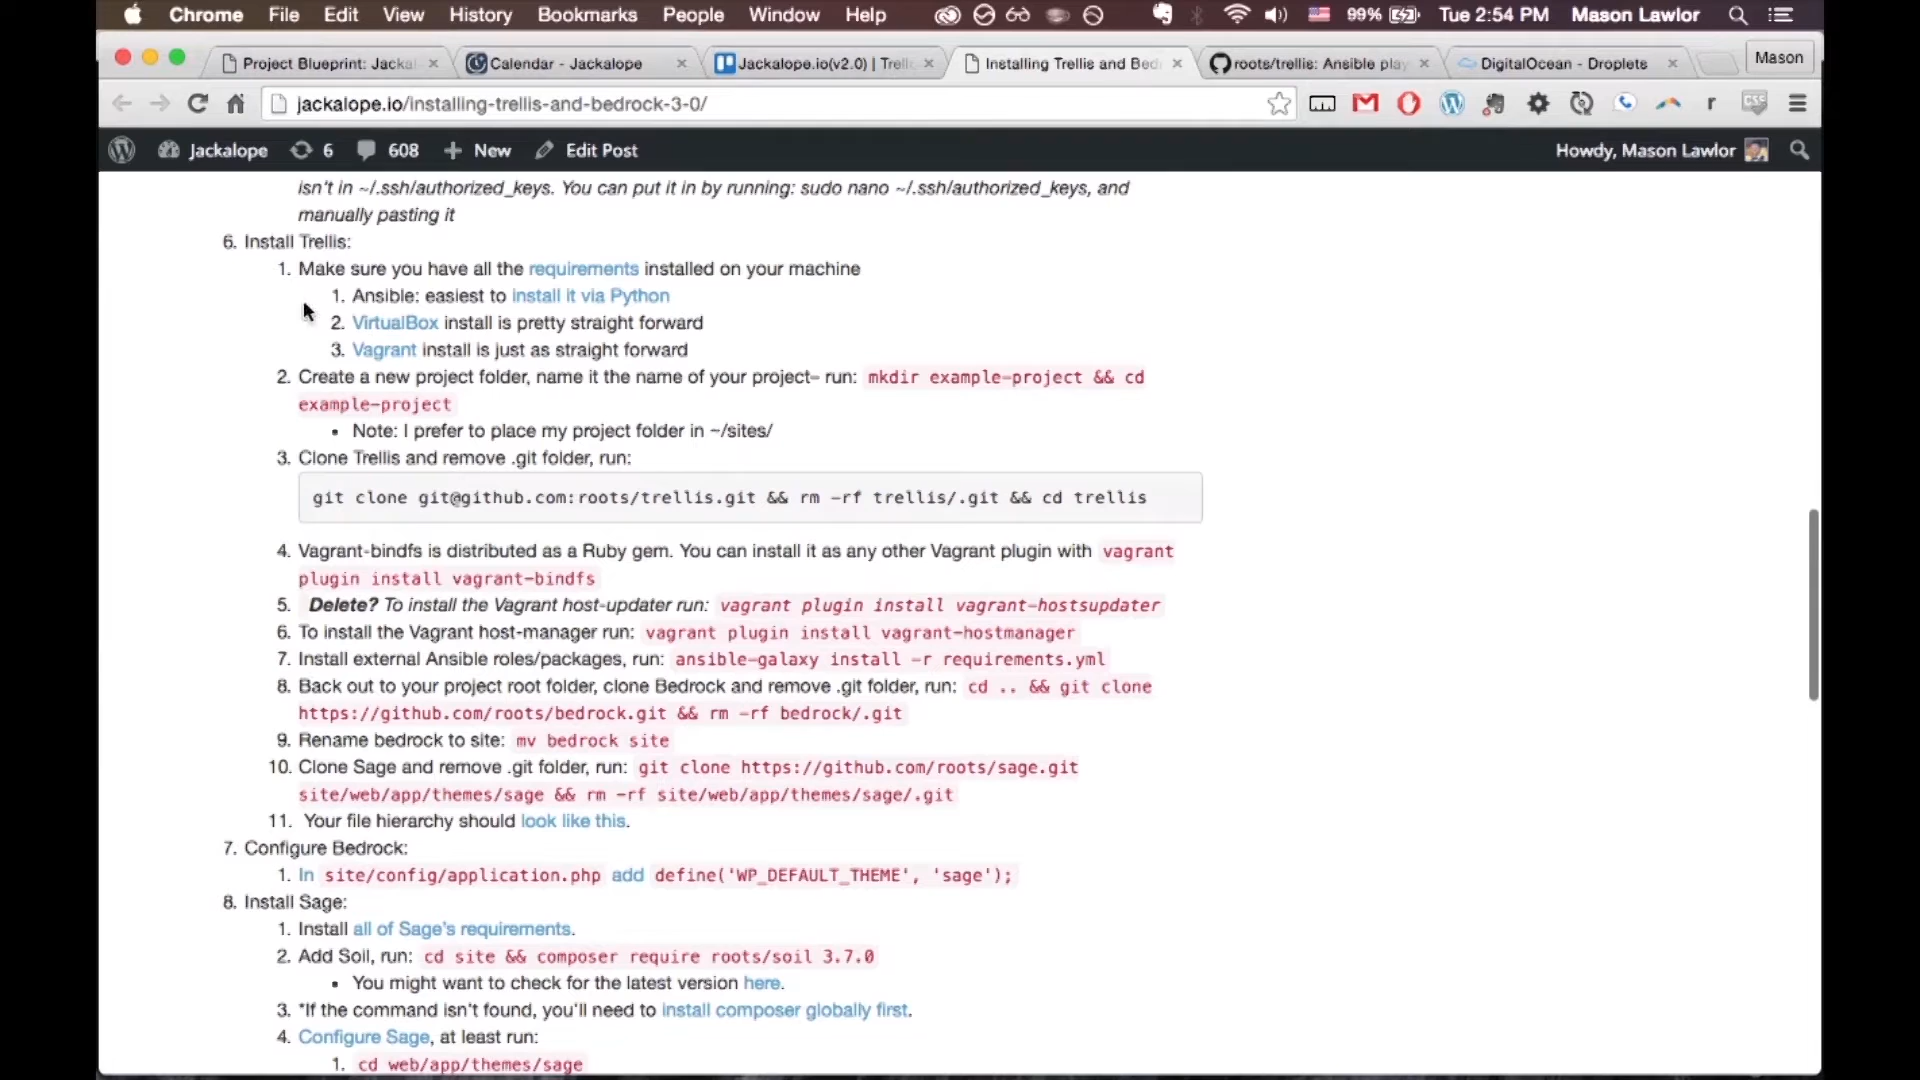 Chrome File Edit View History Bookmarks People Window Help 99% Tue 2:54 PM Mason Lawlor
Project Blueprint: Jacka Calendar - Jackalope Jackalope.io(v2.0) | Trell Installing Trellis and Bed roots/trellis: Ansible play DigitalOcean - Droplets Mason
jackalope.io/installing-trellis-and-bedrock-3-0/
Jackalope 6 608 + New Edit Post Howdy, Mason Lawlor
isn't in ~/.ssh/authorized_keys. You can put it in by running: sudo nano ~/.ssh/authorized_keys, and
manually pasting it
6. Install Trellis:
1. Make sure you have all the requirements installed on your machine
1. Ansible: easiest to install it via Python
2. VirtualBox install is pretty straight forward
3. Vagrant install is just as straight forward
2. Create a new project folder, name it the name of your project– run: mkdir example-project && cd
example-project
• Note: I prefer to place my project folder in ~/sites/
3. Clone Trellis and remove .git folder, run:
git clone git@github.com:roots/trellis.git && rm -rf trellis/.git && cd trellis
4. Vagrant-bindfs is distributed as a Ruby gem. You can install it as any other Vagrant plugin with vagrant
plugin install vagrant-bindfs
5. Delete? To install the Vagrant host-updater run: vagrant plugin install vagrant-hostsupdater
6. To install the Vagrant host-manager run: vagrant plugin install vagrant-hostmanager
7. Install external Ansible roles/packages, run: ansible-galaxy install -r requirements.yml
8. Back out to your project root folder, clone Bedrock and remove .git folder, run: cd .. && git clone
https://github.com/roots/bedrock.git && rm -rf bedrock/.git
9. Rename bedrock to site: mv bedrock site
10. Clone Sage and remove .git folder, run: git clone https://github.com/roots/sage.git
site/web/app/themes/sage && rm -rf site/web/app/themes/sage/.git
11. Your file hierarchy should look like this.
7. Configure Bedrock:
1. In site/config/application.php add define('WP_DEFAULT_THEME', 'sage');
8. Install Sage:
1. Install all of Sage's requirements.
2. Add Soil, run: cd site && composer require roots/soil 3.7.0
• You might want to check for the latest version here.
3. *If the command isn't found, you'll need to install composer globally first.
4. Configure Sage, at least run:
1. cd web/app/themes/sage